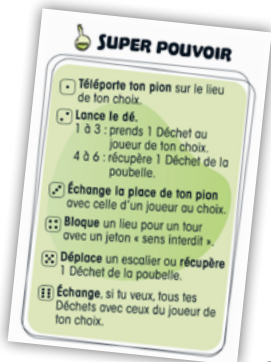 SUPER POUVOIR
Téléporte ton pion sur le lieu
de ton choix.
Lance le dé.
1 à 3 : prends 1 Déchet au
joueur de ton choix.
4 à 6 : récupère 1 Déchet de la
poubelle.
Échange la place de ton pion
avec celle d'un joueur au choix.
Bloque un lieu pour un tour
avec un jeton « sens interdit ».
Déplace un escalier ou récupère
1 Déchet de la poubelle.
Échange, si tu veux, tous tes
Déchets avec ceux du joueur de
ton choix.